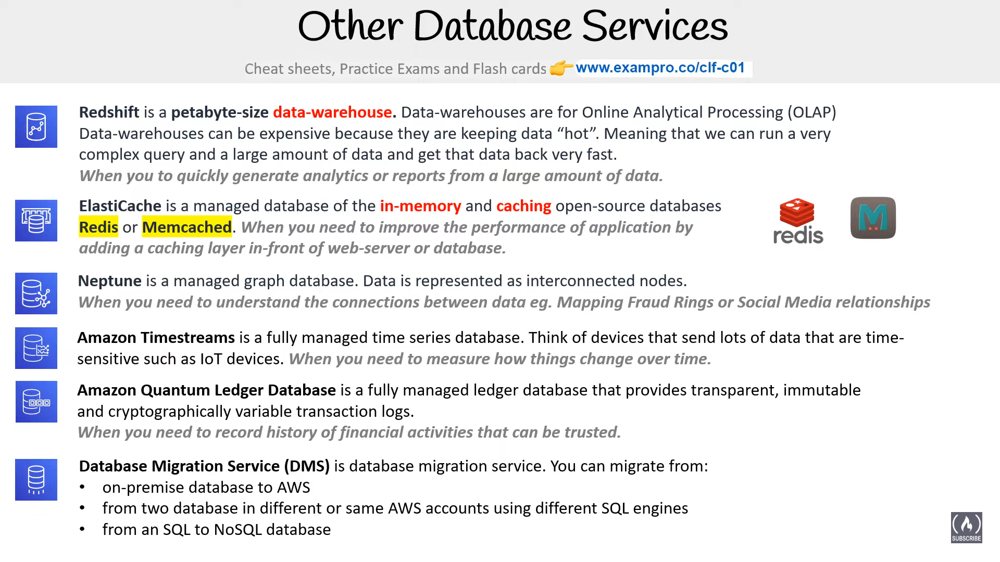 Other Database Services
Cheat sheets, Practice Exams and Flash cards 👉 www.exampro.co/clf-c01
Redshift is a petabyte-size data-warehouse. Data-warehouses are for Online Analytical Processing (OLAP)
Data-warehouses can be expensive because they are keeping data “hot”. Meaning that we can run a very
complex query and a large amount of data and get that data back very fast.
When you to quickly generate analytics or reports from a large amount of data.
ElastiCache is a managed database of the in-memory and caching open-source databases
Redis or Memcached. When you need to improve the performance of application by
adding a caching layer in-front of web-server or database.
redis
M
Neptune is a managed graph database. Data is represented as interconnected nodes.
When you need to understand the connections between data eg. Mapping Fraud Rings or Social Media relationships
Amazon Timestreams is a fully managed time series database. Think of devices that send lots of data that are time-
sensitive such as IoT devices. When you need to measure how things change over time.
Amazon Quantum Ledger Database is a fully managed ledger database that provides transparent, immutable
and cryptographically variable transaction logs.
When you need to record history of financial activities that can be trusted.
Database Migration Service (DMS) is database migration service. You can migrate from:
• on-premise database to AWS
• from two database in different or same AWS accounts using different SQL engines
• from an SQL to NoSQL database
SUBSCRIBE